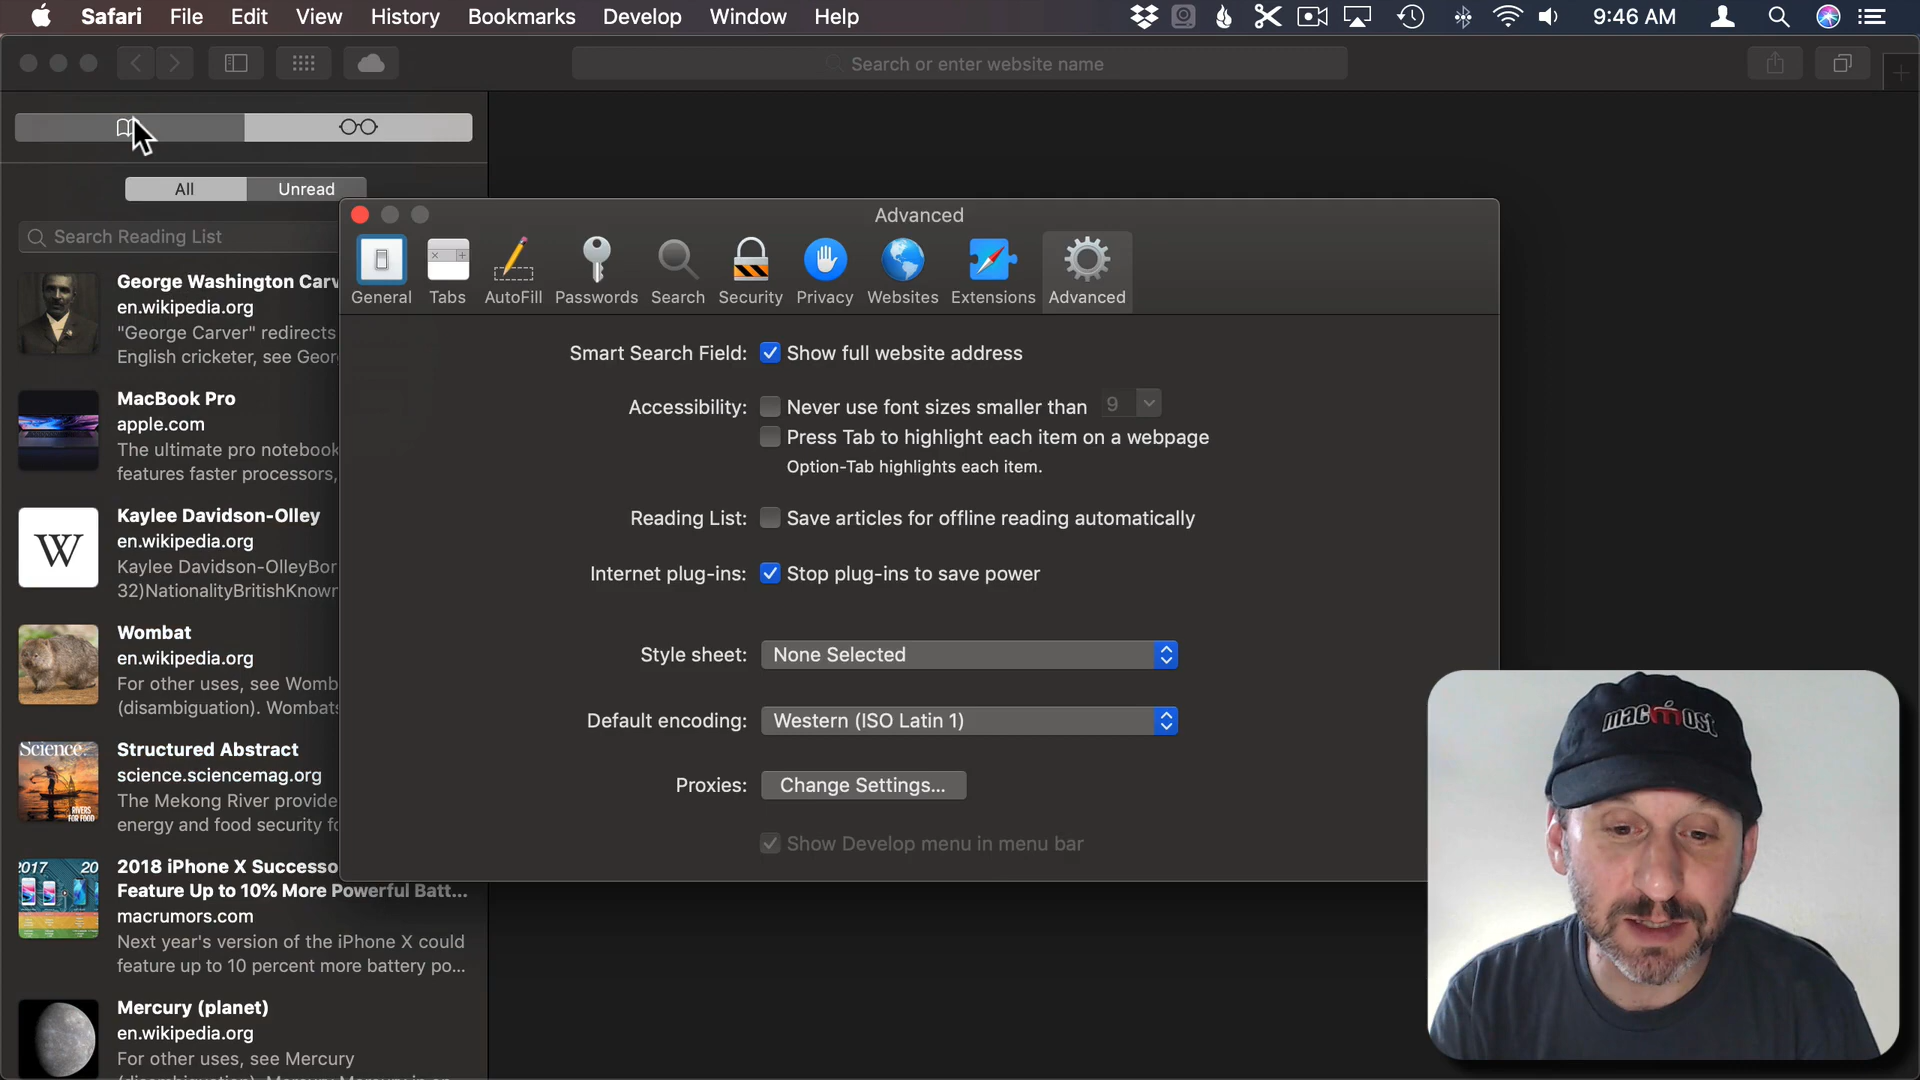 Safari File Edit View History Bookmarks Develop Window Help 9:46 AM
Search or enter website name
All Unread
Search Reading List
George Washington Carv
en.wikipedia.org
"George Carver" redirects
English cricketer, see Geor
MacBook Pro
apple.com
The ultimate pro notebook
features faster processors,
Kaylee Davidson-Olley
en.wikipedia.org
Kaylee Davidson-OlleyBor
32)NationalityBritishKnowr
W
Wombat
en.wikipedia.org
For other uses, see Womb
(disambiguation). Wombats
Science
RIVERS
FOR FOOD
Structured Abstract
science.sciencemag.org
The Mekong River provide
energy and food security fo
2017 20
2018 iPhone X Successo
Feature Up to 10% More Powerful Batt...
macrumors.com
Next year's version of the iPhone X could
feature up to 10 percent more battery po...
Mercury (planet)
en.wikipedia.org
For other uses, see Mercury
Advanced
General Tabs AutoFill Passwords Search Security Privacy Websites Extensions Advanced
Smart Search Field: Show full website address
Accessibility: Never use font sizes smaller than 9
Press Tab to highlight each item on a webpage
Option-Tab highlights each item.
Reading List: Save articles for offline reading automatically
Internet plug-ins: Stop plug-ins to save power
Style sheet: None Selected
Default encoding: Western (ISO Latin 1)
Proxies: Change Settings...
Show Develop menu in menu bar
macmost